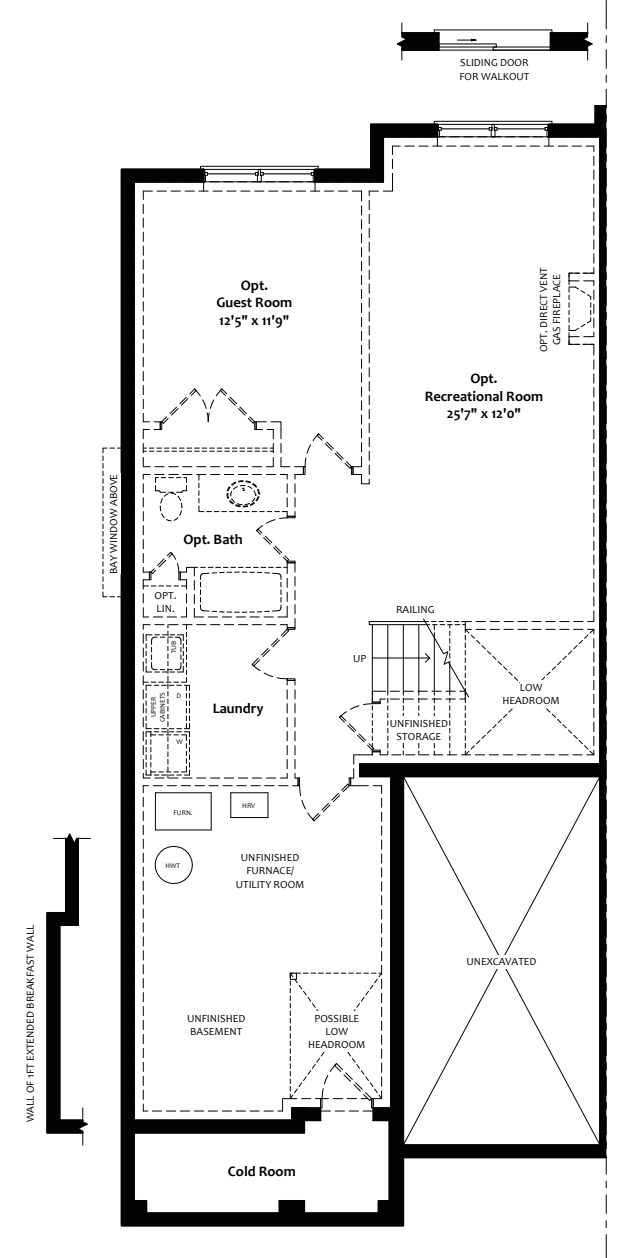 SLIDING DOOR
FOR WALKOUT
Opt.
Guest Room
12'5" x 11'9"
OPT. DIRECT VENT
GAS FIREPLACE
Opt.
Recreational Room
25'7" x 12'0"
BAY WINDOW ABOVE
Opt. Bath
OPT.
LIN.
RAILING
UP
TUB
UPPER
CABINETS
D
W
Laundry
LOW
HEADROOM
UNFINISHED
STORAGE
FURN.
HRV
HWT
UNFINISHED
FURNACE/
UTILITY ROOM
WALL OF 1FT EXTENDED BREAKFAST WALL
UNEXCAVATED
UNFINISHED
BASEMENT
POSSIBLE
LOW
HEADROOM
Cold Room